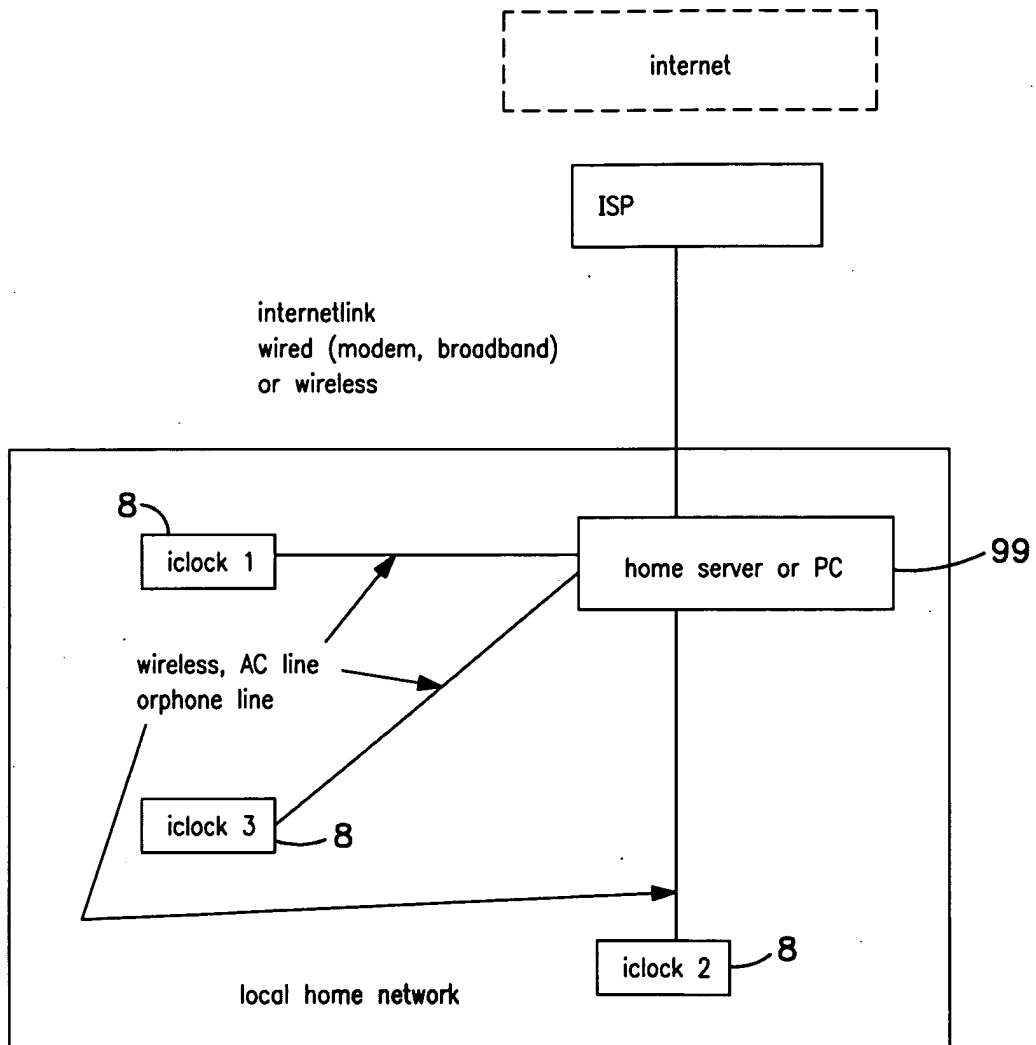 internet
ISP
internetlink
wired (modem, broadband)
or wireless
8
iclock 1
home server or PC
99
wireless, AC line
orphone line
iclock 3
8
iclock 2
8
local home network